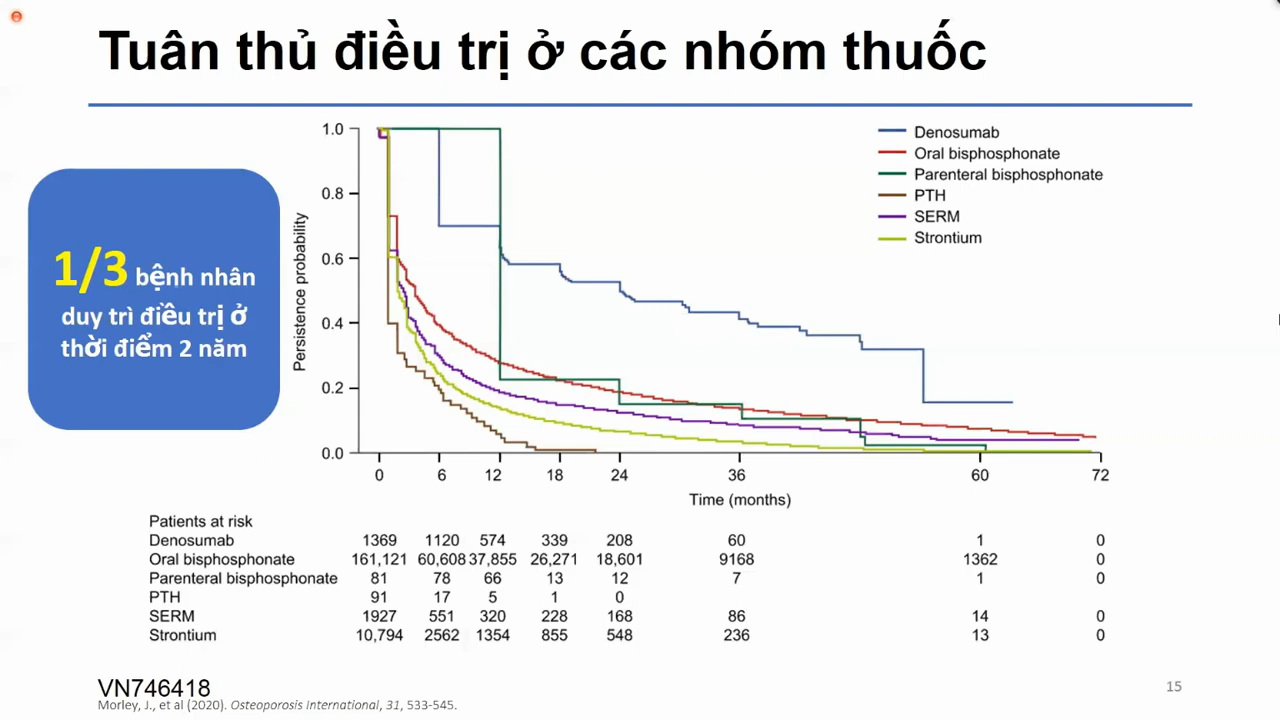 Tuân thủ điều trị ở các nhóm thuốc
1/3 bệnh nhân
duy trì điều trị ở
thời điểm 2 năm
Persistence probability
1.0
0.8
0.6
0.4
0.2
0.0
Denosumab
Oral bisphosphonate
Parenteral bisphosphonate
PTH
SERM
Strontium
0 6 12 18 24 36 60 72
Time (months)
Patients at risk
Denosumab 1369 1120 574 339 208 60 1 0
Oral bisphosphonate 161,121 60,608 37,855 26,271 18,601 9168 1362 0
Parenteral bisphosphonate 81 78 66 13 12 7 1 0
PTH 91 17 5 1 0
SERM 1927 551 320 228 168 86 14 0
Strontium 10,794 2562 1354 855 548 236 13 0
VN746418
Morley, J., et al (2020). Osteoporosis International, 31, 533-545.
15